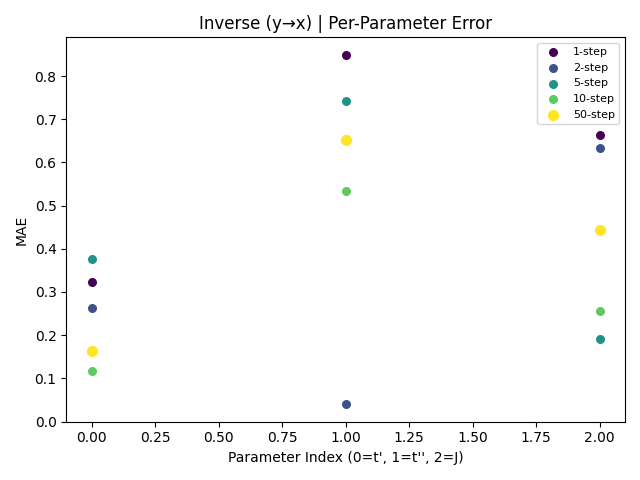 Inverse (y→x) | Per-Parameter Error
1-step
2-step
5-step
10-step
50-step
MAE
0.8
0.7
0.6
0.5
0.4
0.3
0.2
0.1
0.0
0.00 0.25 0.50 0.75 1.00 1.25 1.50 1.75 2.00
Parameter Index (0=t', 1=t'', 2=J)